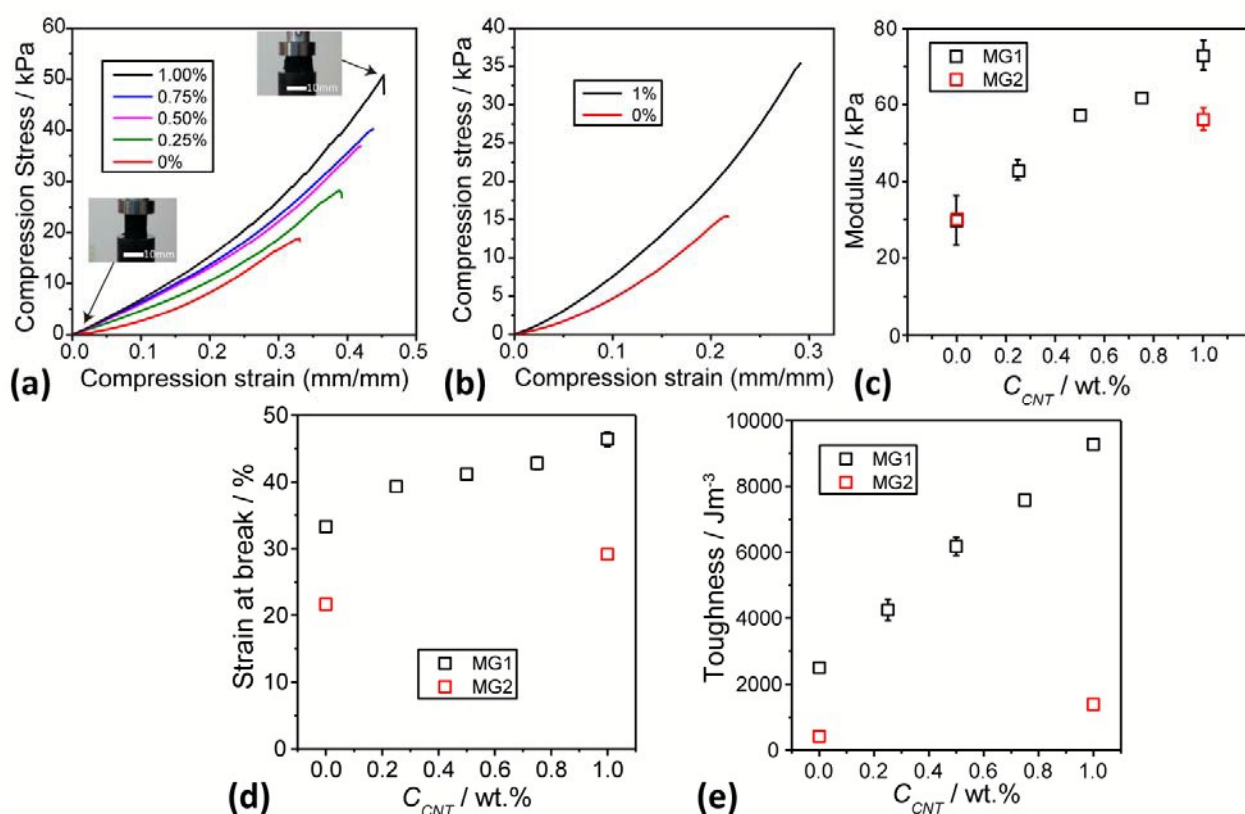 Compression Stress / kPa
60
50
40
30
20
10
0
1.00%
0.75%
0.50%
0.25%
0%
10mm
10mm
0.0
0.1
0.2
0.3
0.4
0.5
Compression strain (mm/mm)
(a)
Compression stress / kPa
40
35
30
25
20
15
10
5
0
1%
0%
0.0
0.1
0.2
0.3
Compression strain (mm/mm)
(b)
Modulus / kPa
80
60
40
20
0
MG1
MG2
0.0
0.2
0.4
0.6
0.8
1.0
C_CNT / wt.%
(c)
Strain at break / %
50
40
30
20
10
0
MG1
MG2
0.0
0.2
0.4
0.6
0.8
1.0
C_CNT / wt.%
(d)
Toughness / Jm⁻³
10000
8000
6000
4000
2000
0
MG1
MG2
0.0
0.2
0.4
0.6
0.8
1.0
C_CNT / wt.%
(e)